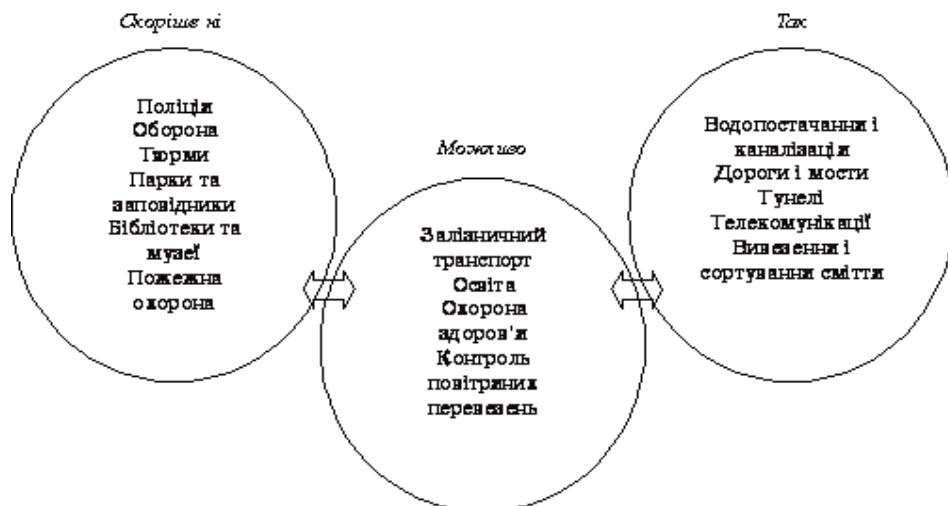 Скоріше ні
Поліція
Оборона
Тюрми
Парки та
заповідники
Бібліотеки та
музеї
Пожежна
охорона
Можливо
Залізничний
транспорт
Освіта
Охорона
здоров'я
Контроль
повітряних
перевезень
Так
Водопостачання і
каналізація
Дороги і мости
Тунелі
Телекомунікації
Вивезення і
сортування сміття